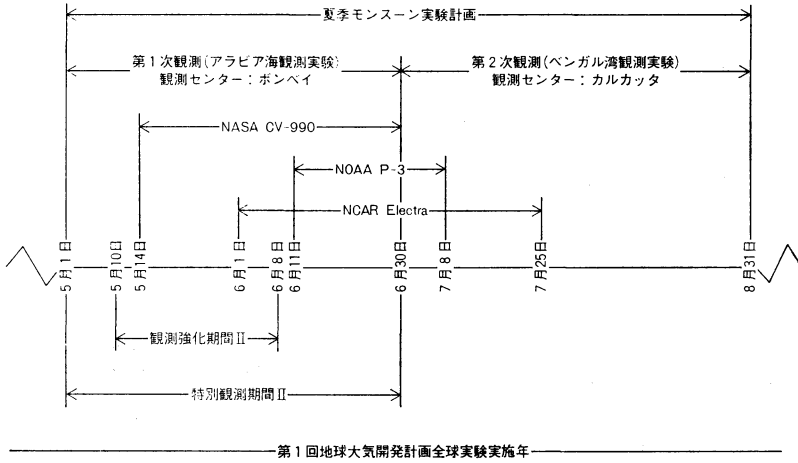 夏季モンスーン実験計画
第1次観測(アラビア海観測実験)
観測センター：ボンベイ
第2次観測(ベンガル湾観測実験)
観測センター：カルカッタ
NASA CV-990
NOAA P-3
NCAR Electra
5月1日
5月10日
5月14日
6月1日
6月8日
6月11日
6月30日
7月8日
7月25日
8月31日
観測強化期間Ⅱ
特別観測期間Ⅱ
第1回地球大気開発計画全球実験実施年